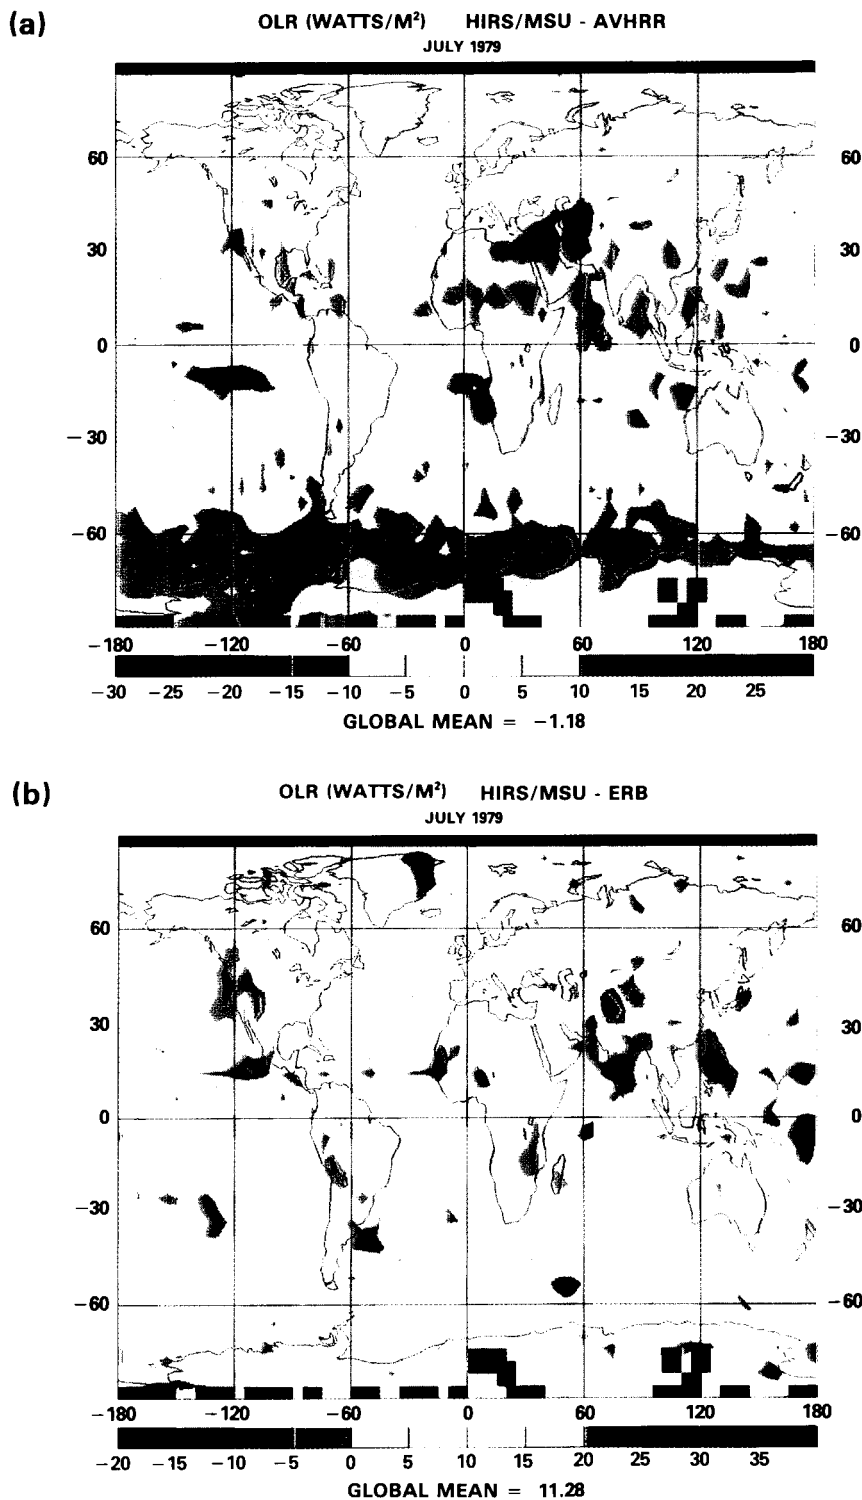 (a)
OLR (WATTS/M²) HIRS/MSU - AVHRR
JULY 1979
60 60
30 30
0 0
−30 −30
−60 −60
−180 −120 −60 0 60 120 180
−30 −25 −20 −15 −10 −5 0 5 10 15 20 25
GLOBAL MEAN = −1.18
(b)
OLR (WATTS/M²) HIRS/MSU - ERB
JULY 1979
60 60
30 30
0 0
−30 −30
−60 −60
−180 −120 −60 0 60 120 180
−20 −15 −10 −5 0 5 10 15 20 25 30 35
GLOBAL MEAN = 11.28